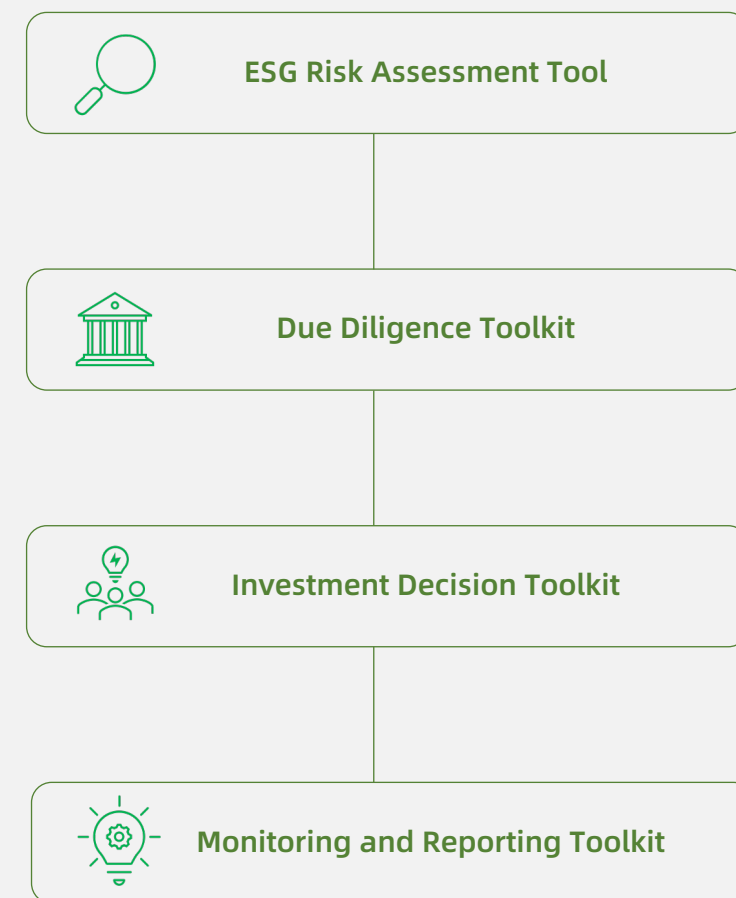 ESG Risk Assessment Tool
Due Diligence Toolkit
Investment Decision Toolkit
Monitoring and Reporting Toolkit